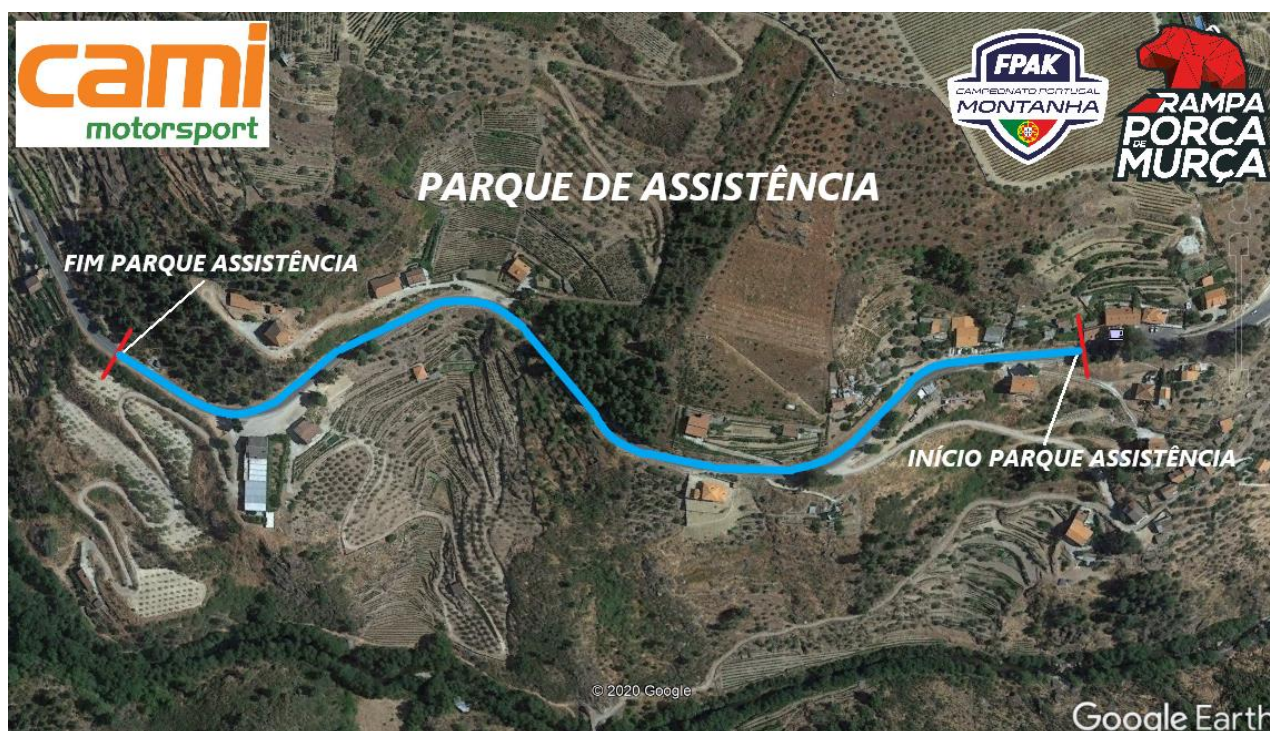 cami
motorsport
FPAK
CAMPEONATO PORTUGAL
MONTANHA
RAMPA
PORCA
DE
MURÇA
PARQUE DE ASSISTÊNCIA
FIM PARQUE ASSISTÊNCIA
INÍCIO PARQUE ASSISTÊNCIA
© 2020 Google
Google Earth